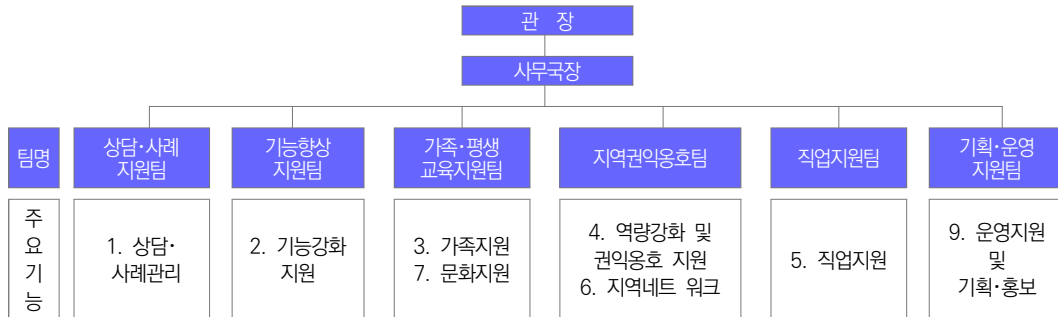 관 장
사무국장
팀명
상담·사례
지원팀
기능향상
지원팀
가족·평생
교육지원팀
지역권익옹호팀
직업지원팀
기획·운영
지원팀
주
요
기
능
1. 상담·
사례관리
2. 기능강화
지원
3. 가족지원
7. 문화지원
4. 역량강화 및
권익옹호 지원
6. 지역네트 워크
5. 직업지원
9. 운영지원
및
기획·홍보